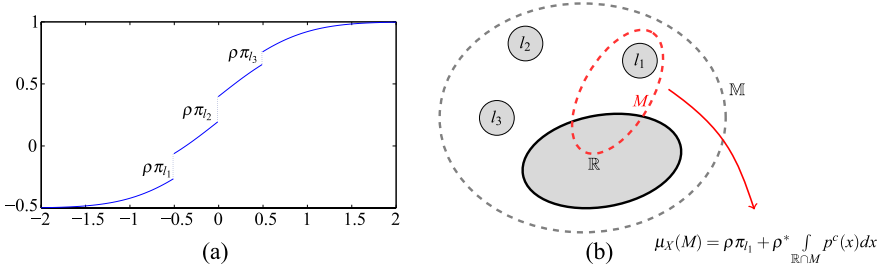 1
0.5
0
−0.5
−2 −1.5 −1 −0.5 0 0.5 1 1.5 2
ρπ_{l_1}
ρπ_{l_2}
ρπ_{l_3}
(a)
l_2
l_1
l_3
M
𝕄
ℝ
μ_X(M) = ρπ_{l_1} + ρ* ∫_{ℝ∩M} p^c(x)dx
(b)